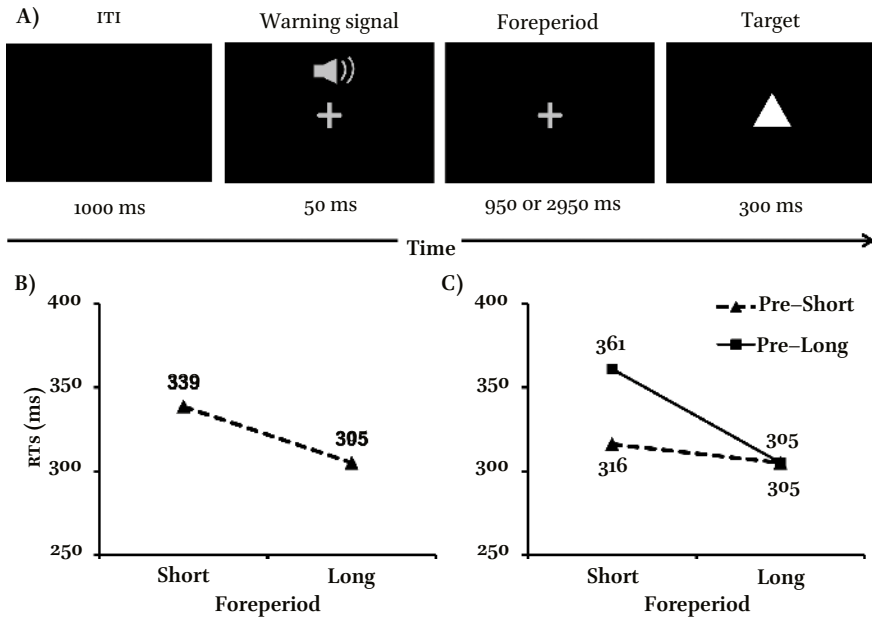 A)
ITI
Warning signal
Foreperiod
Target
1000 ms
50 ms
950 or 2950 ms
300 ms
Time
B)
400
350
300
250
RTs (ms)
339
305
Short
Long
Foreperiod
C)
400
350
300
250
Pre–Short
Pre–Long
361
316
305
305
Short
Long
Foreperiod